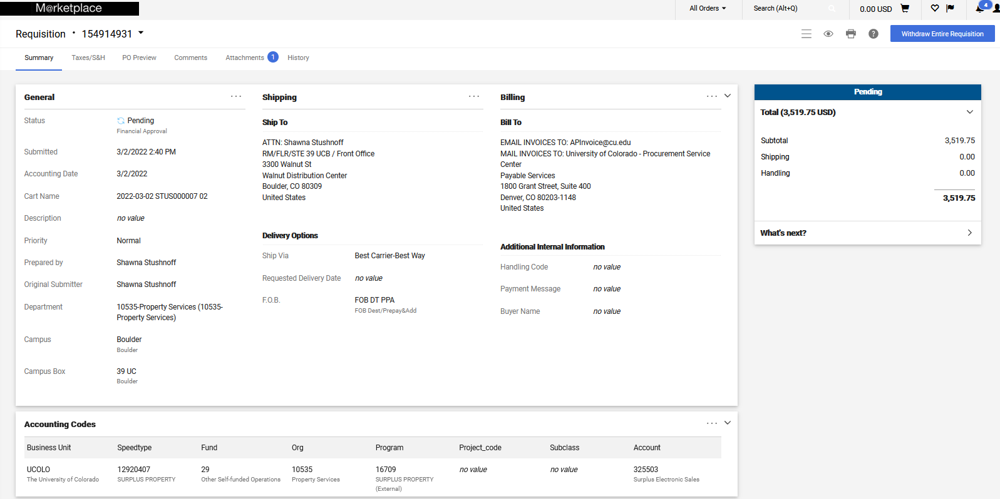 M@rketplace
All Orders
Search (Alt+Q)
0.00 USD
4
Requisition • 154914931
?
Withdraw Entire Requisition
Summary
Taxes/S&H
PO Preview
Comments
Attachments 1
History
General
...
Status
Pending
Financial Approval
Submitted
3/2/2022 2:40 PM
Accounting Date
3/2/2022
Cart Name
2022-03-02 STUS000007 02
Description
no value
Priority
Normal
Prepared by
Shawna Stushnoff
Original Submitter
Shawna Stushnoff
Department
10535-Property Services (10535-
Property Services)
Campus
Boulder
Boulder
Campus Box
39 UC
Boulder
Shipping
...
Ship To
ATTN: Shawna Stushnoff
RM/FLR/STE 39 UCB / Front Office
3300 Walnut St
Walnut Distribution Center
Boulder, CO 80309
United States
Delivery Options
Ship Via
Best Carrier-Best Way
Requested Delivery Date
no value
F.O.B.
FOB DT PPA
FOB Dest/Prepay&Add
Billing
...
Bill To
EMAIL INVOICES TO: APInvoice@cu.edu
MAIL INVOICES TO: University of Colorado - Procurement Service
Center
Payable Services
1800 Grant Street, Suite 400
Denver, CO 80203-1148
United States
Additional Internal Information
Handling Code
no value
Payment Message
no value
Buyer Name
no value
Pending
Total (3,519.75 USD)
Subtotal
3,519.75
Shipping
0.00
Handling
0.00
3,519.75
What's next?
Accounting Codes
...
Business Unit
Speedtype
Fund
Org
Program
Project_code
Subclass
Account
UCOLO
The University of Colorado
12920407
SURPLUS PROPERTY
29
Other Self-funded Operations
10535
Property Services
16709
SURPLUS PROPERTY
(External)
no value
no value
325503
Surplus Electronic Sales